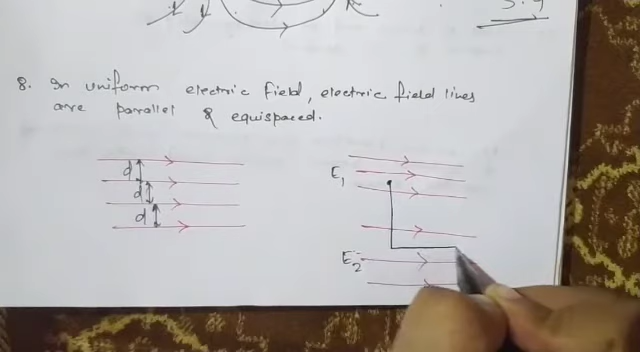 8. In uniform electric field, electric field lines
are parallel & equispaced.
d
d
d
E1
E2